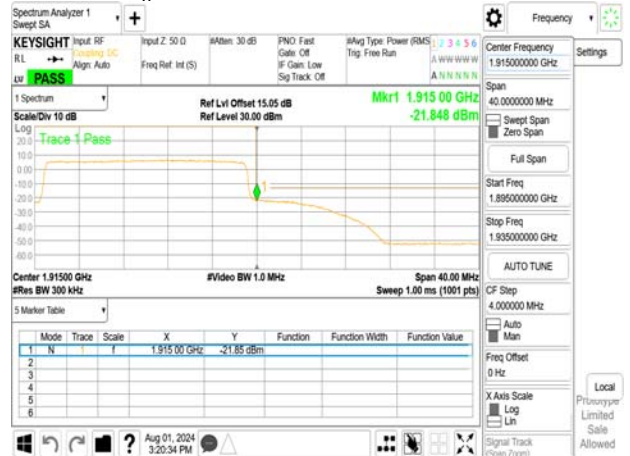 Spectrum Analyzer 1
Swept SA
+
Frequency
KEYSIGHT
Input: RF
Coupling: DC
Align: Auto
Input Z: 50 Ω
Freq Ref: Int (S)
#Atten: 30 dB
PNO: Fast
Gate: Off
IF Gain: Low
Sig Track: Off
#Avg Type: Power (RMS
Trig: Free Run
1 2 3 4 5 6
A W W W W W
A N N N N N
RL
PASS
1 Spectrum
Scale/Div 10 dB
Ref Lvl Offset 15.05 dB
Ref Level 30.00 dBm
Mkr1 1.915 00 GHz
-21.848 dBm
Log
Trace 1 Pass
20.0
10.0
0.00
-10.0
-20.0
-30.0
-40.0
-50.0
-60.0
1
Center 1.91500 GHz
#Video BW 1.0 MHz
Span 40.00 MHz
#Res BW 300 kHz
Sweep 1.00 ms (1001 pts)
5 Marker Table
Mode Trace Scale X Y Function Function Width Function Value
1 N 1 f 1.915 00 GHz -21.85 dBm
2
3
4
5
6
Aug 01, 2024
3:20:34 PM
Center Frequency
1.915000000 GHz
Settings
Span
40.0000000 MHz
Swept Span
Zero Span
Full Span
Start Freq
1.895000000 GHz
Stop Freq
1.935000000 GHz
AUTO TUNE
CF Step
4.000000 MHz
Auto
Man
Freq Offset
0 Hz
X Axis Scale
Log
Lin
Signal Track
(Span Zoom)
Local
Prototype
Limited
Sale
Allowed